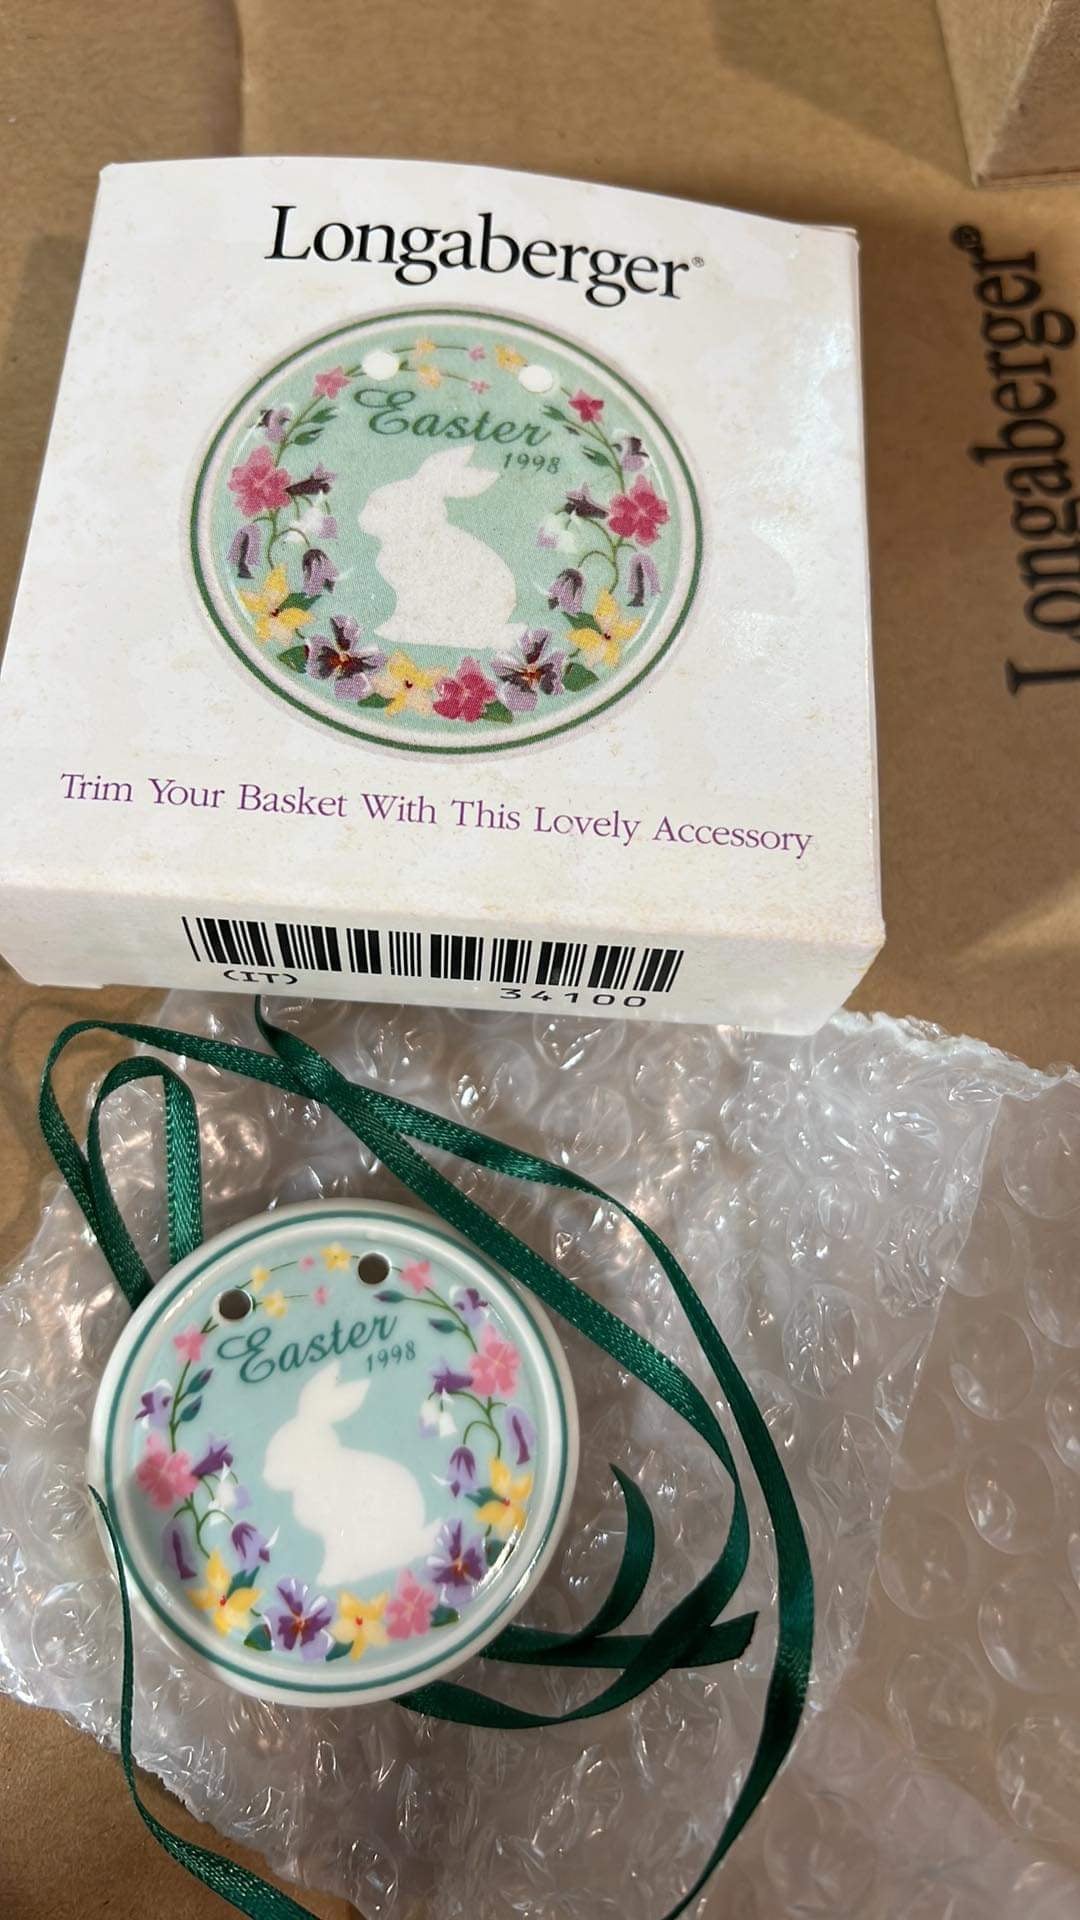 Longaberger®
Easter
1998
Trim Your Basket With This Lovely Accessory
(IT)
34100
Longaberger®
Easter
1998